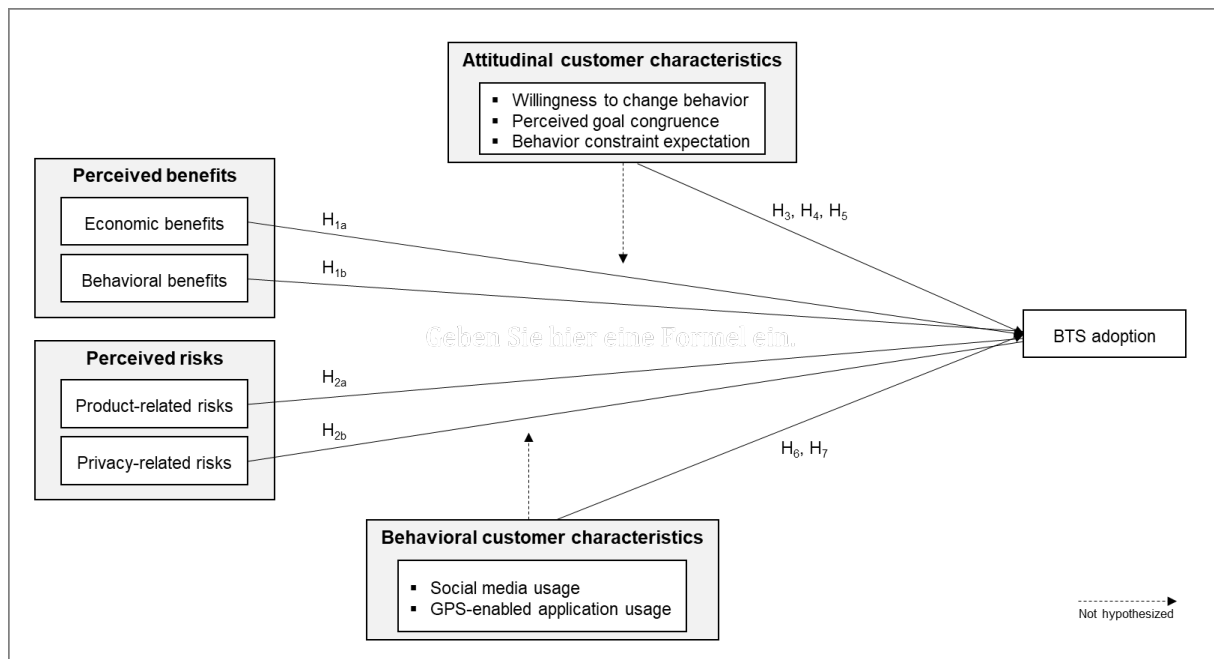 Attitudinal customer characteristics
▪ Willingness to change behavior
▪ Perceived goal congruence
▪ Behavior constraint expectation
Perceived benefits
Economic benefits
Behavioral benefits
H1a
H1b
H3, H4, H5
Geben Sie hier eine Formel ein.
BTS adoption
Perceived risks
Product-related risks
Privacy-related risks
H2a
H2b
H6, H7
Behavioral customer characteristics
▪ Social media usage
▪ GPS-enabled application usage
Not hypothesized